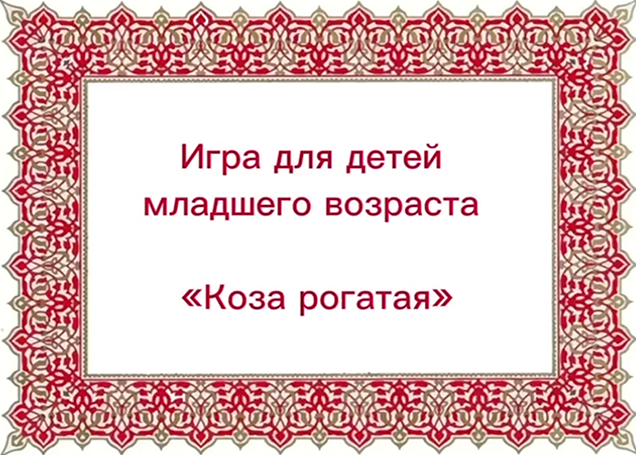 Игра для детей
младшего возраста
«Коза рогатая»